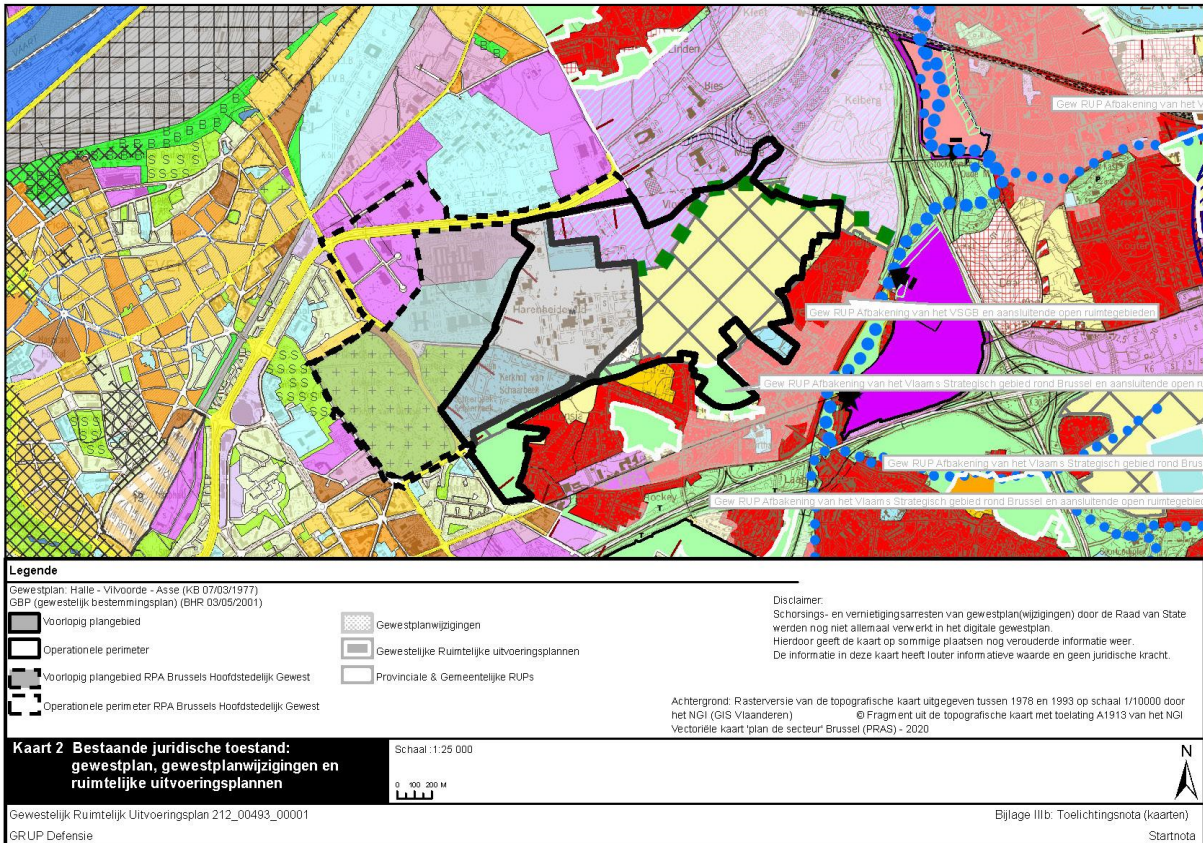 VAART
Kleet
Linden
Bies
Kelberg
Gew RUP Afbakening van het V
Harenheide
Gew RUP Afbakening van het VSGB en aansluitende open ruimtegebieden
Kerkhof van
Schaarbeek
Gew RUP Afbakening van het Vlaams Strategisch gebied rond Brussel en aansluitende open r
Gew RUP Afbakening van het Vlaams Strategisch gebied rond Brus
Hockey
Gew RUP Afbakening van het Vlaams Strategisch gebied rond Brussel en aansluitende open ruimtegebie
Legende
Gewestplan: Halle - Vilvoorde - Asse (KB 07/03/1977)
GBP (gewestelijk bestemmingsplan) (BHR 03/05/2001)
Voorlopig plangebied
Operationele perimeter
Voorlopig plangebied RPA Brussels Hoofdstedelijk Gewest
Operationele perimeter RPA Brussels Hoofdstedelijk Gewest
Gewestplanwijzigingen
Gewestelijke Ruimtelijke uitvoeringsplannen
Provinciale & Gemeentelijke RUPs
Disclaimer:
Schorsings- en vernietigingsarresten van gewestplan(wijzigingen) door de Raad van State
werden nog niet allemaal verwerkt in het digitale gewestplan.
Hierdoor geeft de kaart op sommige plaatsen nog verouderde informatie weer.
De informatie in deze kaart heeft louter informatieve waarde en geen juridische kracht.
Achtergrond: Rasterversie van de topografische kaart uitgegeven tussen 1978 en 1993 op schaal 1/10000 door
het NGI (GIS Vlaanderen) © Fragment uit de topografische kaart met toelating A1913 van het NGI
Vectoriële kaart 'plan de secteur' Brussel (PRAS) - 2020
Kaart 2 Bestaande juridische toestand:
gewestplan, gewestplanwijzigingen en
ruimtelijke uitvoeringsplannen
Schaal :1:25 000
0 100 200 M
N
Gewestelijk Ruimtelijk Uitvoeringsplan 212_00493_00001
GRUP Defensie
Bijlage IIIb: Toelichtingsnota (kaarten)
Startnota